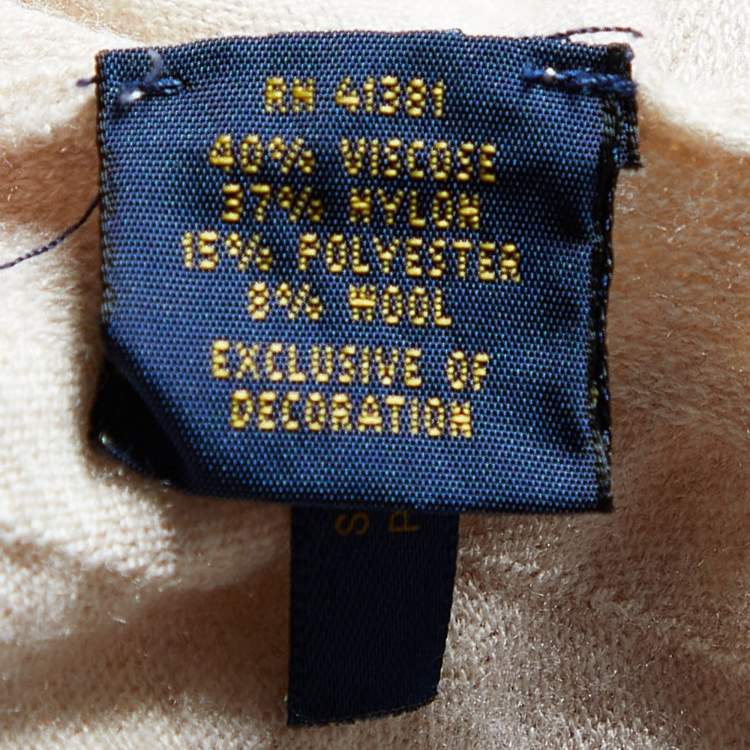 RN 41381
40% VISCOSE
37% NYLON
15% POLYESTER
8% WOOL
EXCLUSIVE OF
DECORATION
S
P